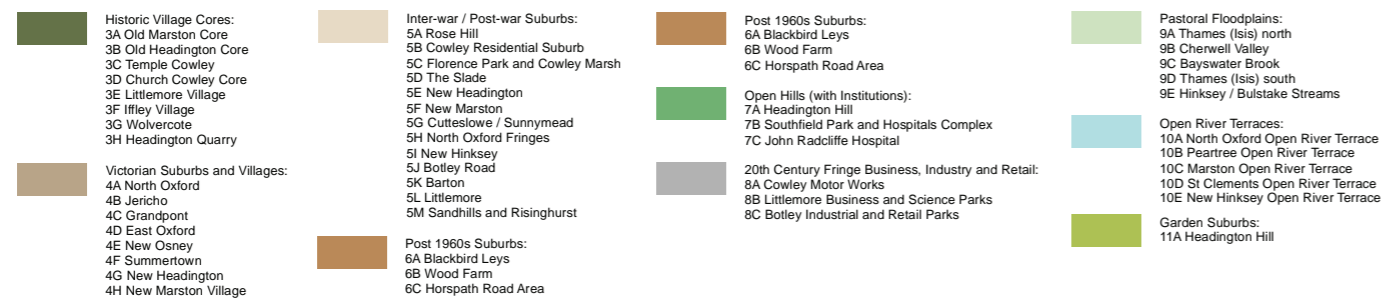 Historic Village Cores:
3A Old Marston Core
3B Old Headington Core
3C Temple Cowley
3D Church Cowley Core
3E Littlemore Village
3F Iffley Village
3G Wolvercote
3H Headington Quarry
Victorian Suburbs and Villages:
4A North Oxford
4B Jericho
4C Grandpont
4D East Oxford
4E New Osney
4F Summertown
4G New Headington
4H New Marston Village
Inter-war / Post-war Suburbs:
5A Rose Hill
5B Cowley Residential Suburb
5C Florence Park and Cowley Marsh
5D The Slade
5E New Headington
5F New Marston
5G Cutteslowe / Sunnymead
5H North Oxford Fringes
5I New Hinksey
5J Botley Road
5K Barton
5L Littlemore
5M Sandhills and Risinghurst
Post 1960s Suburbs:
6A Blackbird Leys
6B Wood Farm
6C Horspath Road Area
Post 1960s Suburbs:
6A Blackbird Leys
6B Wood Farm
6C Horspath Road Area
Open Hills (with Institutions):
7A Headington Hill
7B Southfield Park and Hospitals Complex
7C John Radcliffe Hospital
20th Century Fringe Business, Industry and Retail:
8A Cowley Motor Works
8B Littlemore Business and Science Parks
8C Botley Industrial and Retail Parks
Pastoral Floodplains:
9A Thames (Isis) north
9B Cherwell Valley
9C Bayswater Brook
9D Thames (Isis) south
9E Hinksey / Bulstake Streams
Open River Terraces:
10A North Oxford Open River Terrace
10B Peartree Open River Terrace
10C Marston Open River Terrace
10D St Clements Open River Terrace
10E New Hinksey Open River Terrace
Garden Suburbs:
11A Headington Hill